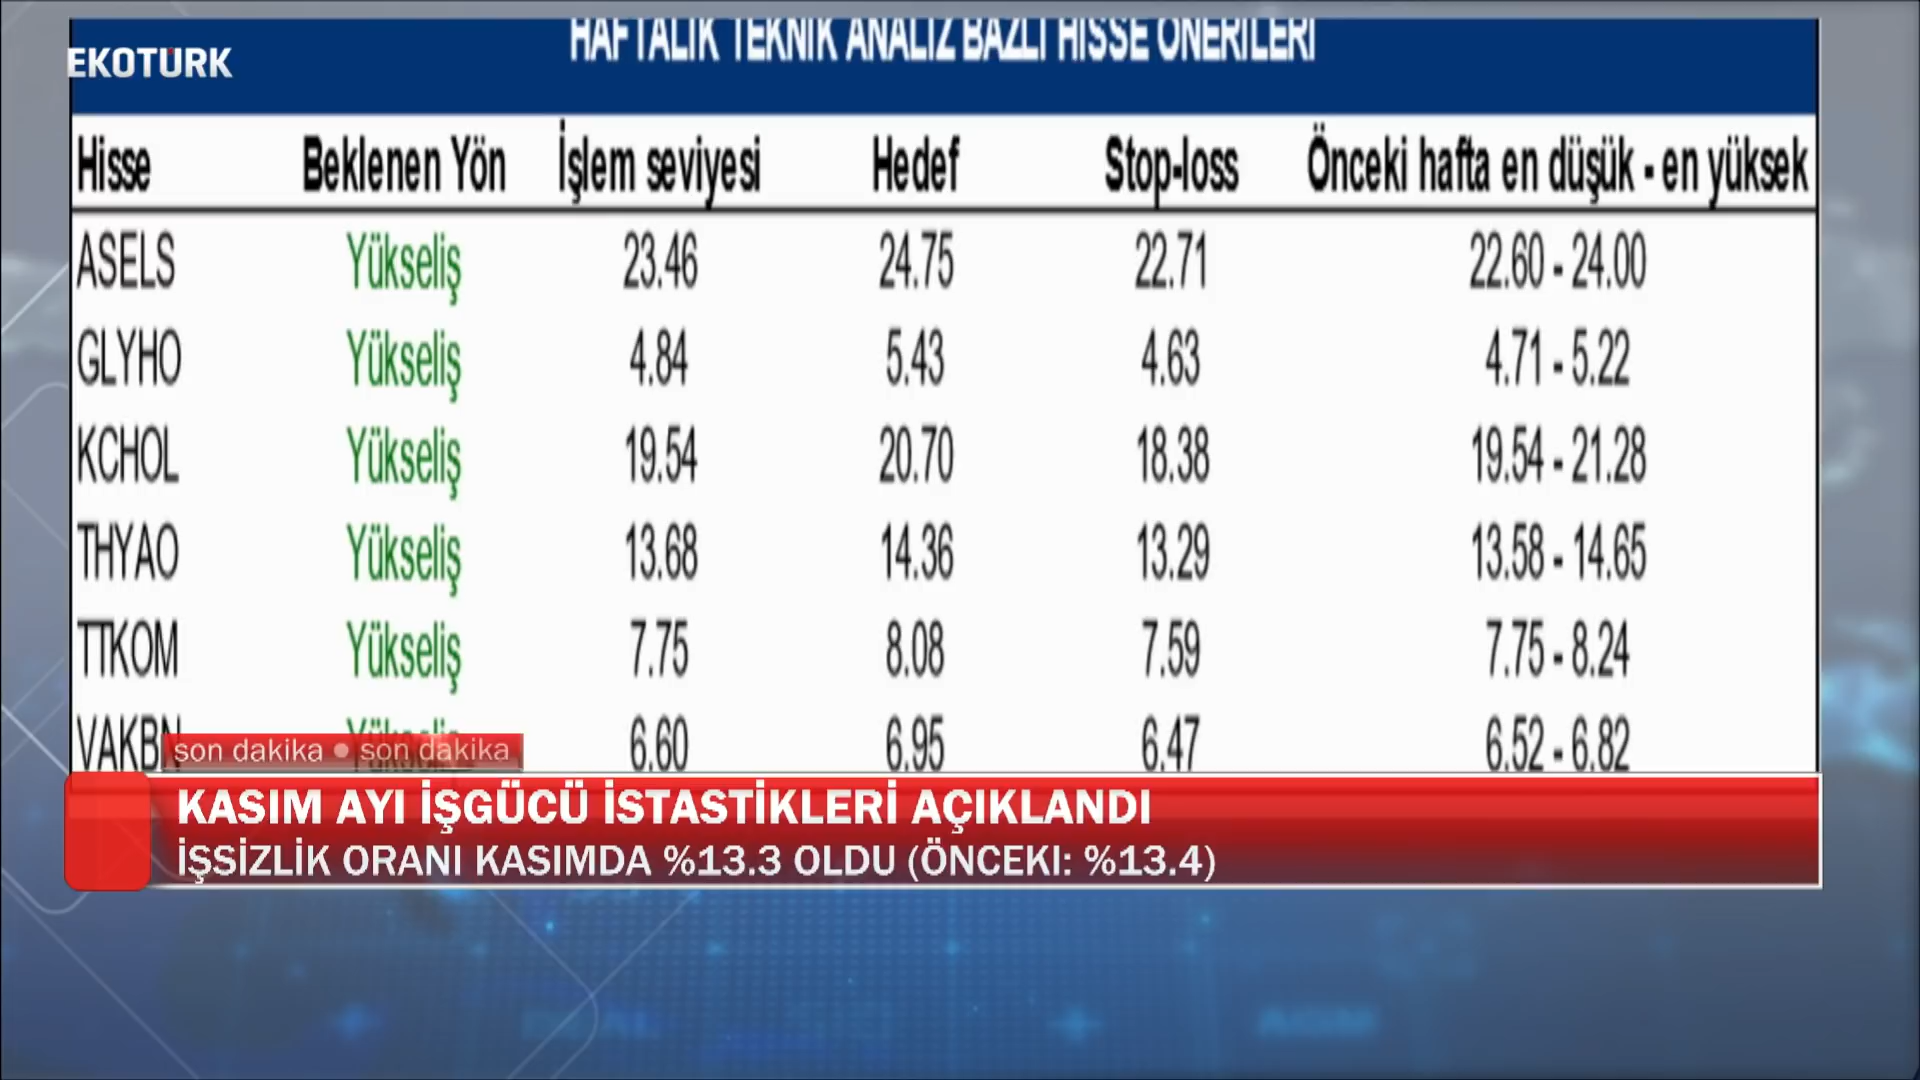 HAFTALIK TEKNİK ANALİZ BAZLI HİSSE ÖNERİLERİ
EKOTÜRK
Hisse Beklenen Yön İşlem seviyesi Hedef Stop-loss Önceki hafta en düşük - en yüksek
ASELS Yükseliş 23.46 24.75 22.71 22.60 - 24.00
GLYHO Yükseliş 4.84 5.43 4.63 4.71 - 5.22
KCHOL Yükseliş 19.54 20.70 18.38 19.54 - 21.28
THYAO Yükseliş 13.68 14.36 13.29 13.58 - 14.65
TTKOM Yükseliş 7.75 8.08 7.59 7.75 - 8.24
VAKBN Yükseliş 6.60 6.95 6.47 6.52 - 6.82
son dakika • son dakika
KASIM AYI İŞGÜCÜ İSTASTİKLERİ AÇIKLANDI
İŞSİZLİK ORANI KASIMDA %13.3 OLDU (ÖNCEKI: %13.4)